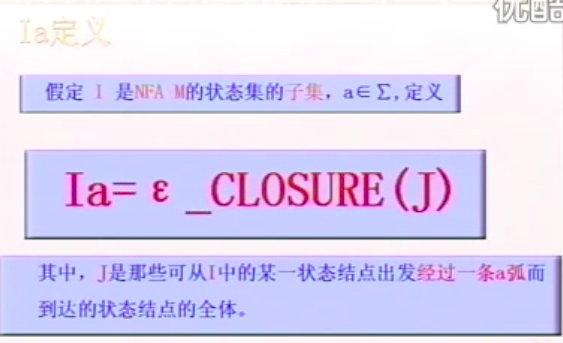 优酷
Ia定义
假定 I 是NFA M的状态集的子集，a∈Σ,定义
Ia=ε_CLOSURE(J)
其中，J是那些可从I中的某一状态结点出发经过一条a弧而
到达的状态结点的全体。